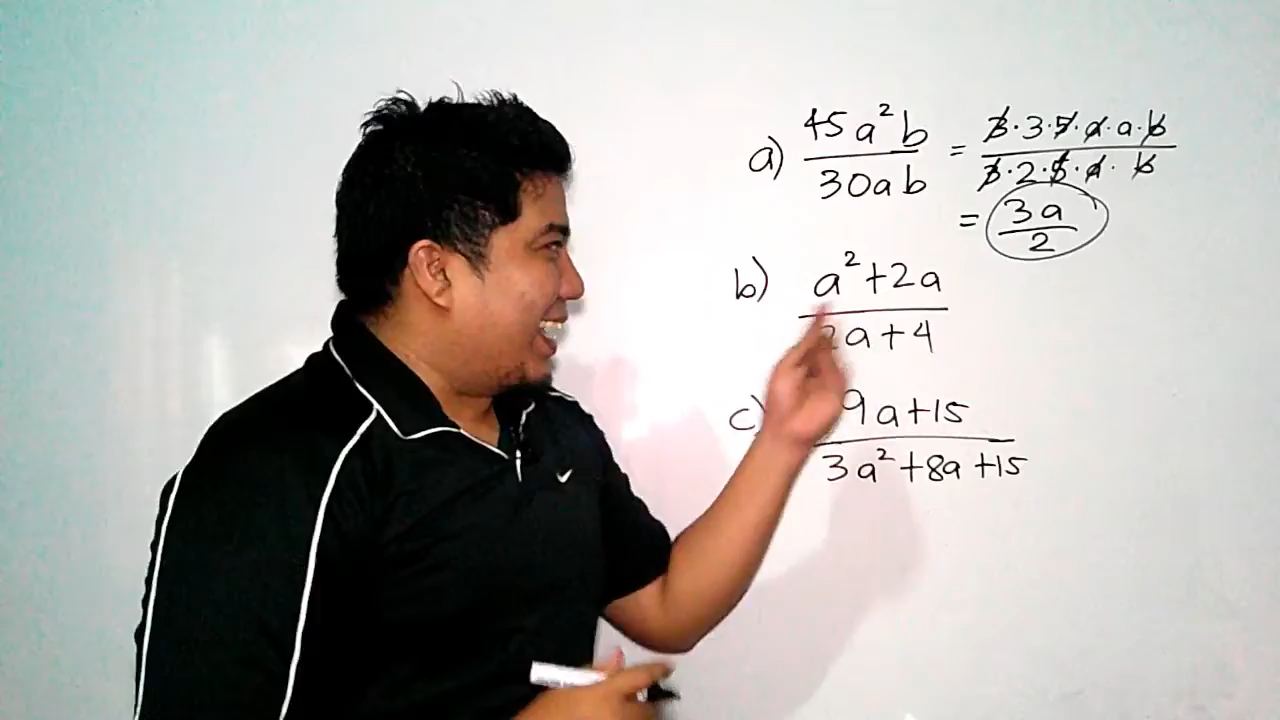 a) 45a²b / 30ab = 3·3·5·a·a·b / 3·2·5·a·b
= 3a / 2
b) a²+2a / 2a+4
c) 9a+15 / 3a²+8a+15